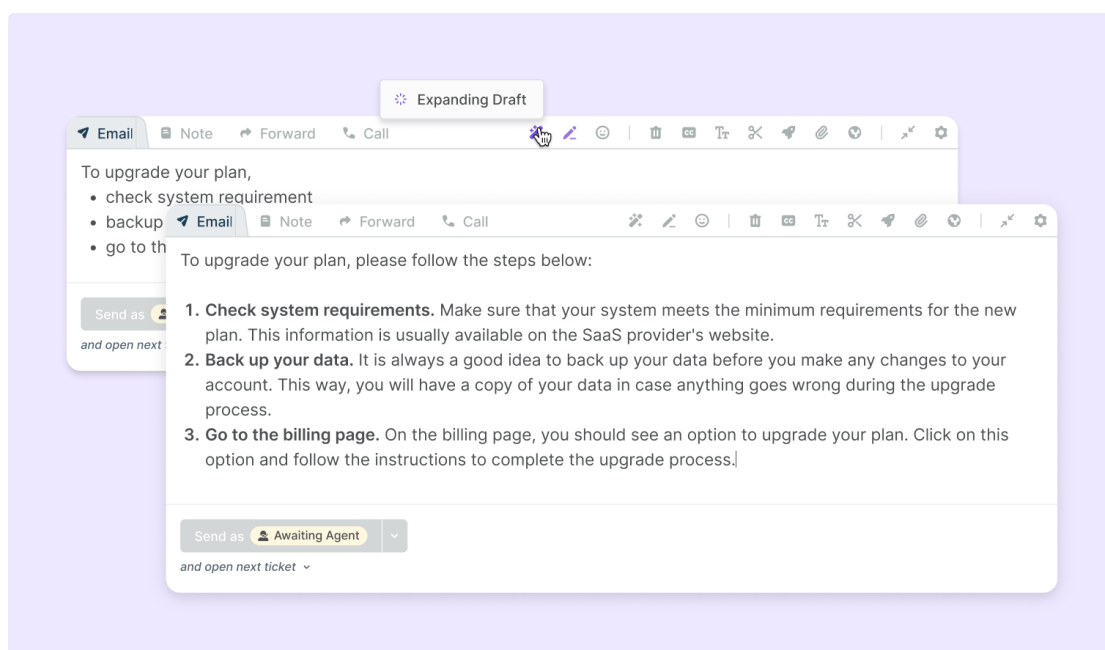 Expanding Draft
Email Note Forward Call
To upgrade your plan,
• check system requirement
• backup
• go to th
Send as
and open next
Email Note Forward Call
To upgrade your plan, please follow the steps below:
1. Check system requirements. Make sure that your system meets the minimum requirements for the new
plan. This information is usually available on the SaaS provider's website.
2. Back up your data. It is always a good idea to back up your data before you make any changes to your
account. This way, you will have a copy of your data in case anything goes wrong during the upgrade
process.
3. Go to the billing page. On the billing page, you should see an option to upgrade your plan. Click on this
option and follow the instructions to complete the upgrade process.
Send as Awaiting Agent
and open next ticket